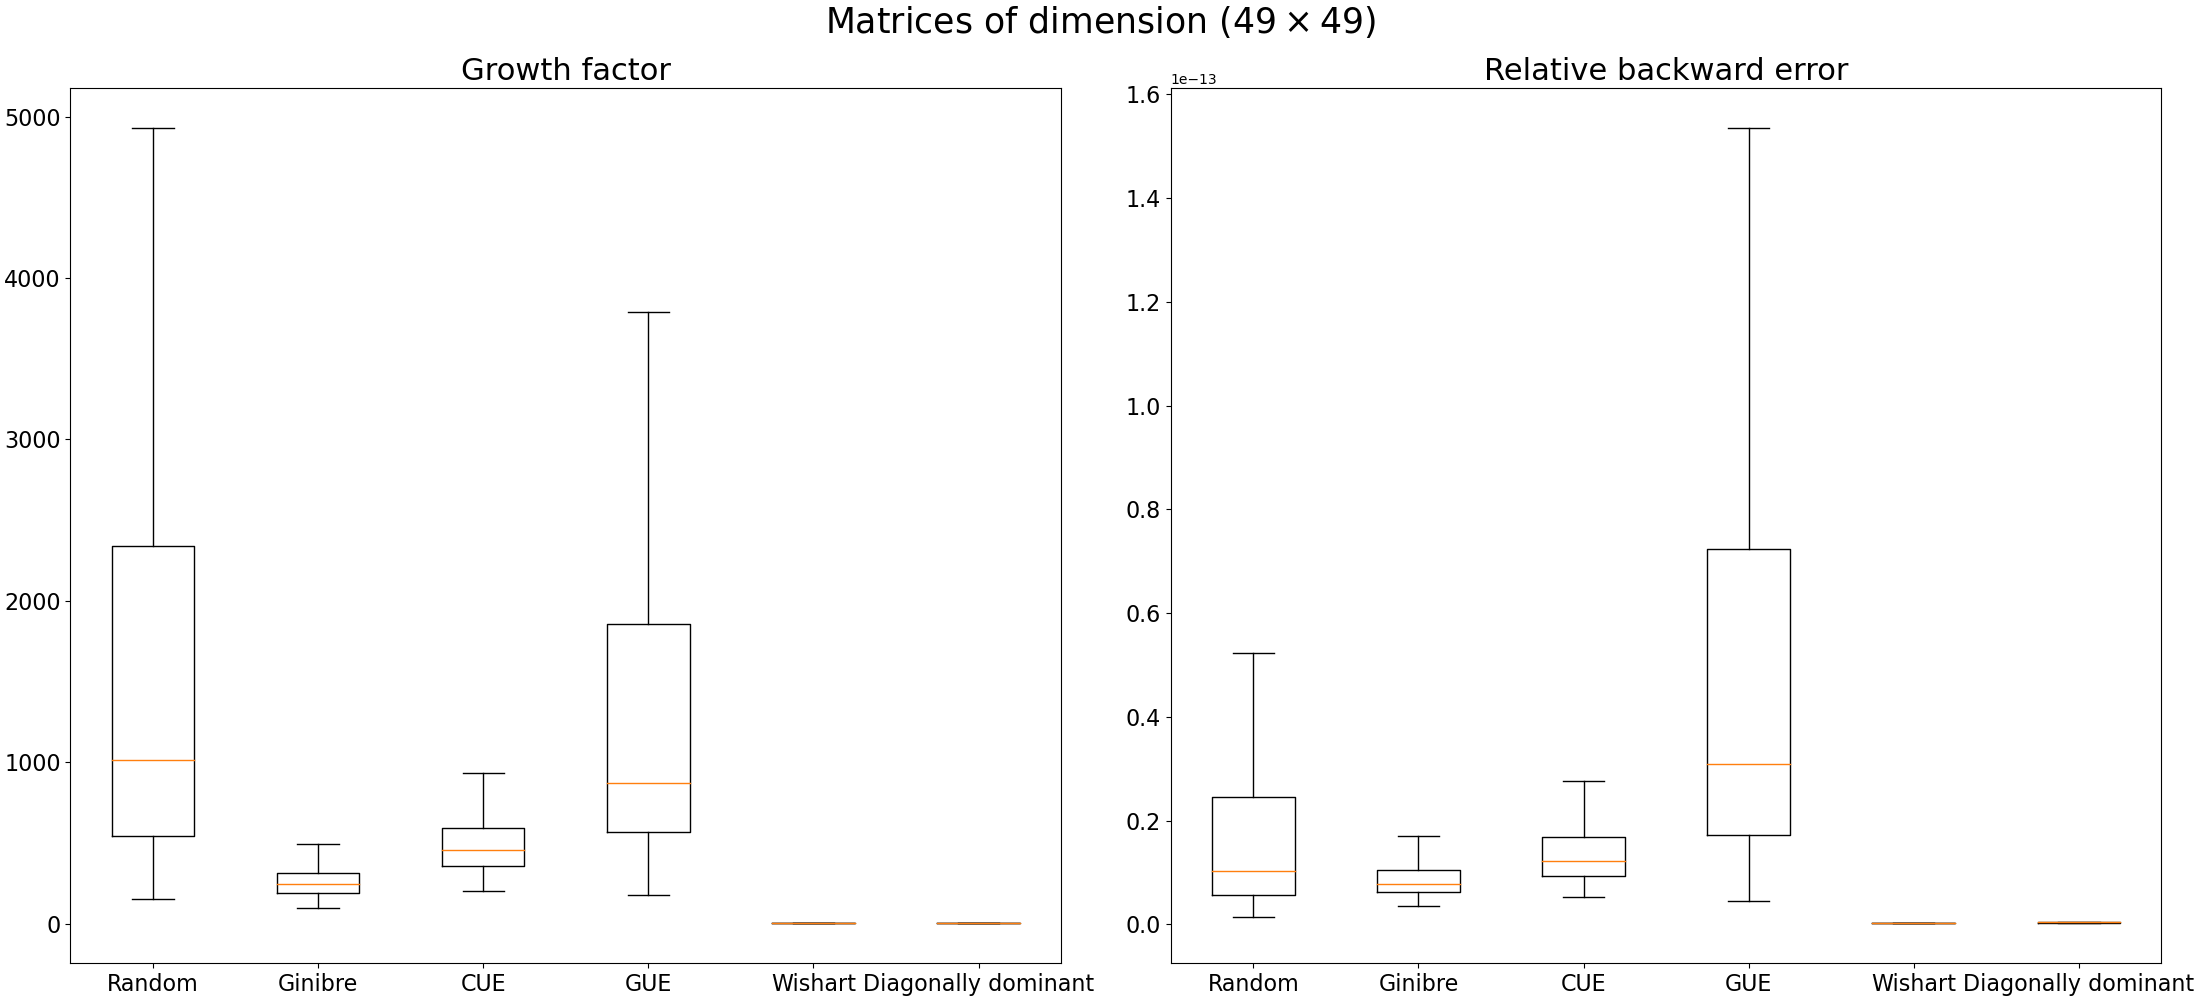 Matrices of dimension (49 × 49)
Growth factor
5000
4000
3000
2000
1000
0
Random Ginibre CUE GUE Wishart Diagonally dominant
Relative backward error
1e−13
1.6
1.4
1.2
1.0
0.8
0.6
0.4
0.2
0.0
Random Ginibre CUE GUE Wishart Diagonally dominant